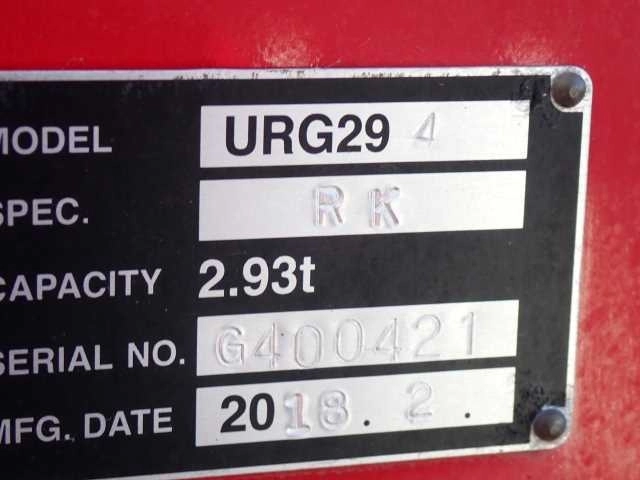 MODEL URG29 4
SPEC. RK
CAPACITY 2.93t
SERIAL NO. G400421
MFG. DATE 2018.2.